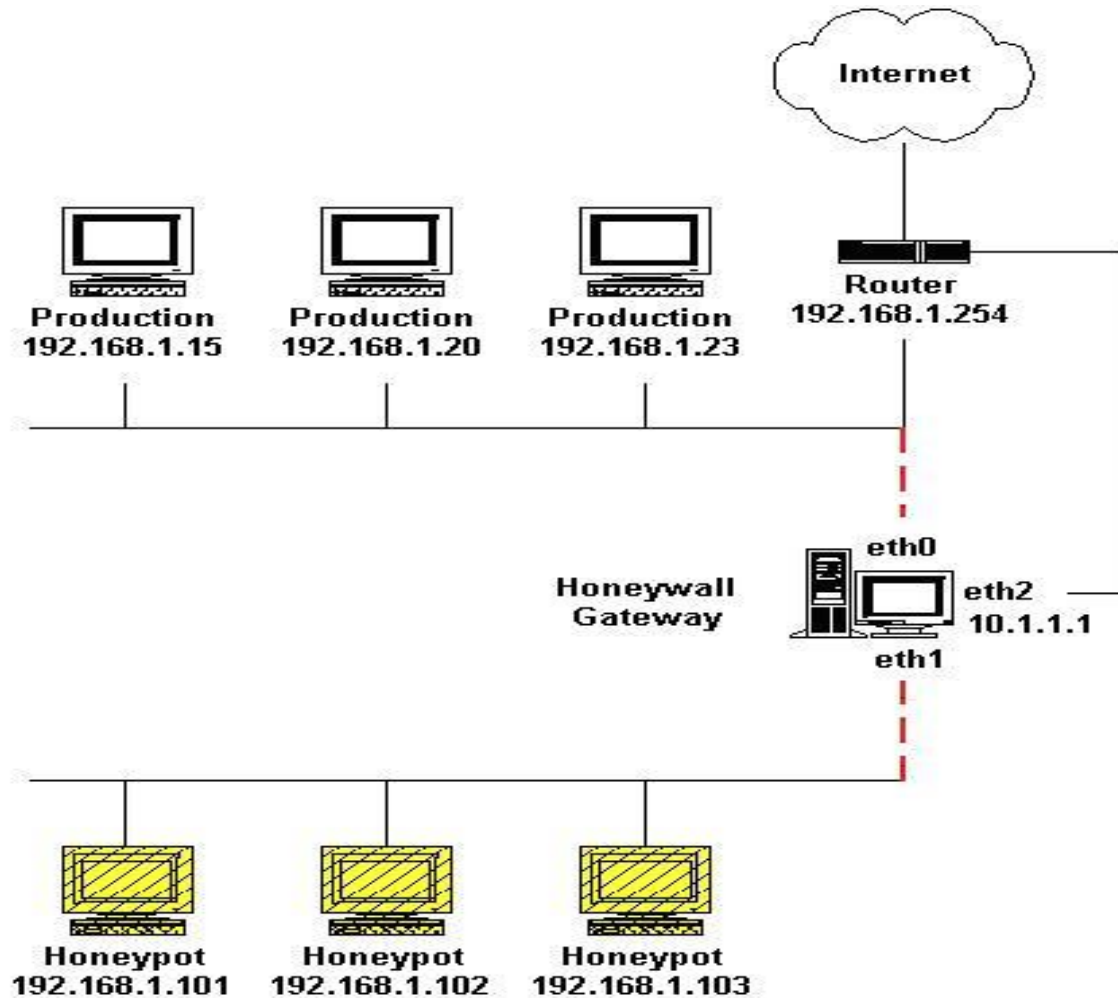 Internet
Router
192.168.1.254
Production
192.168.1.15
Production
192.168.1.20
Production
192.168.1.23
Honeywall
Gateway
eth0
eth2
10.1.1.1
eth1
Honeypot
192.168.1.101
Honeypot
192.168.1.102
Honeypot
192.168.1.103